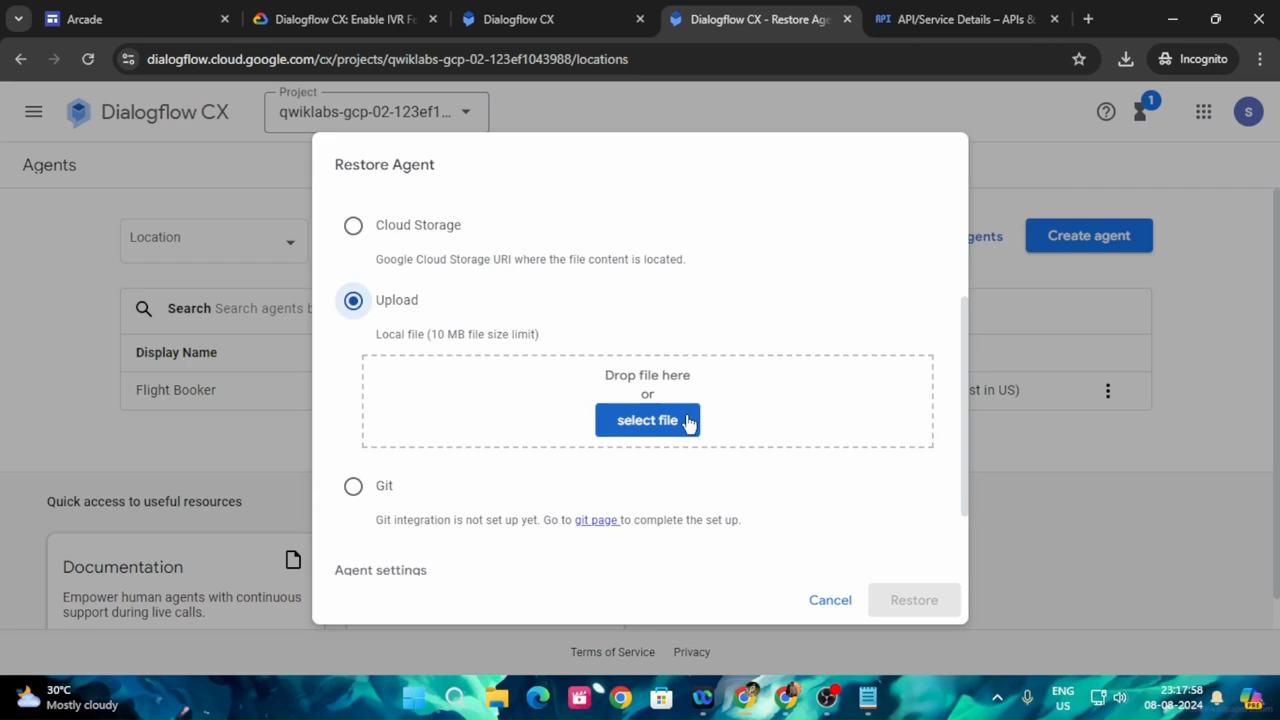 Arcade
Dialogflow CX: Enable IVR Fe
Dialogflow CX
Dialogflow CX - Restore Age
API
API/Service Details – APIs &
dialogflow.cloud.google.com/cx/projects/qwiklabs-gcp-02-123ef1043988/locations
Incognito
Dialogflow CX
Project
qwiklabs-gcp-02-123ef1...
1
S
Agents
Restore Agent
Location
gents
Create agent
Cloud Storage
Google Cloud Storage URI where the file content is located.
Search Search agents b
Upload
Local file (10 MB file size limit)
Display Name
Drop file here
or
select file
Flight Booker
st in US)
Git
Git integration is not set up yet. Go to git page to complete the set up.
Quick access to useful resources
Documentation
Empower human agents with continuous
support during live calls.
Agent settings
Cancel
Restore
Terms of Service
Privacy
30°C
Mostly cloudy
ENG
US
23:17:58
08-08-2024
PRE